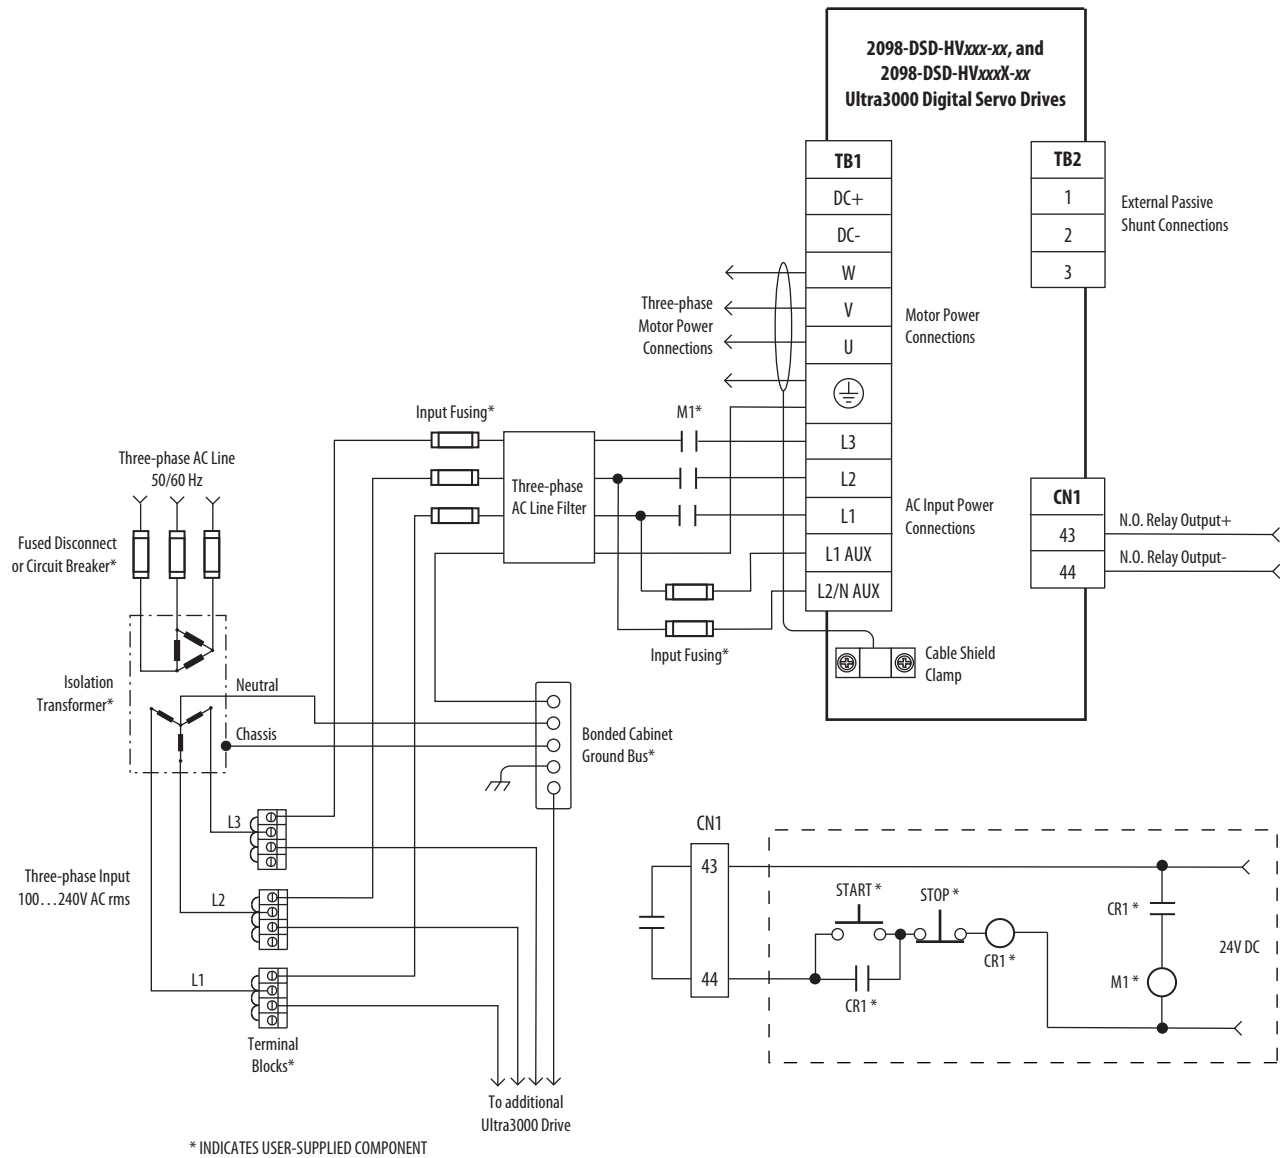 2098-DSD-HVxxx-xx, and
2098-DSD-HVxxxX-xx
Ultra3000 Digital Servo Drives
TB1
DC+
DC-
W
V
U
L3
L2
L1
L1 AUX
L2/N AUX
TB2
1
2
3
External Passive
Shunt Connections
Three-phase
Motor Power
Connections
Motor Power
Connections
Input Fusing*
M1*
Three-phase AC Line
50/60 Hz
Three-phase
AC Line Filter
AC Input Power
Connections
CN1
43
44
N.O. Relay Output+
N.O. Relay Output-
Fused Disconnect
or Circuit Breaker*
Input Fusing*
Cable Shield
Clamp
Isolation
Transformer*
Neutral
Chassis
Bonded Cabinet
Ground Bus*
L3
Three-phase Input
100...240V AC rms
L2
L1
Terminal
Blocks*
To additional
Ultra3000 Drive
CN1
43
44
START *
STOP *
CR1 *
CR1 *
CR1 *
M1 *
24V DC
* INDICATES USER-SUPPLIED COMPONENT